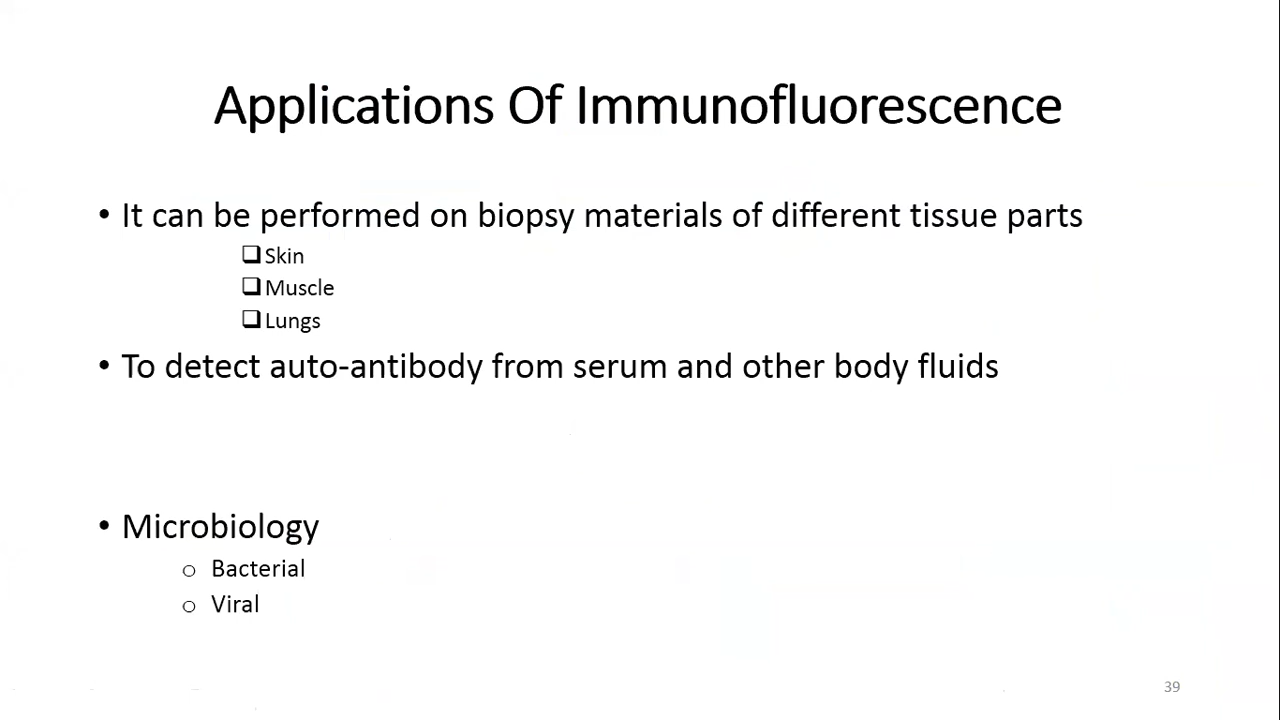 Applications Of Immunofluorescence
• It can be performed on biopsy materials of different tissue parts
❑ Skin
❑ Muscle
❑ Lungs
• To detect auto-antibody from serum and other body fluids
• Microbiology
o Bacterial
o Viral
39